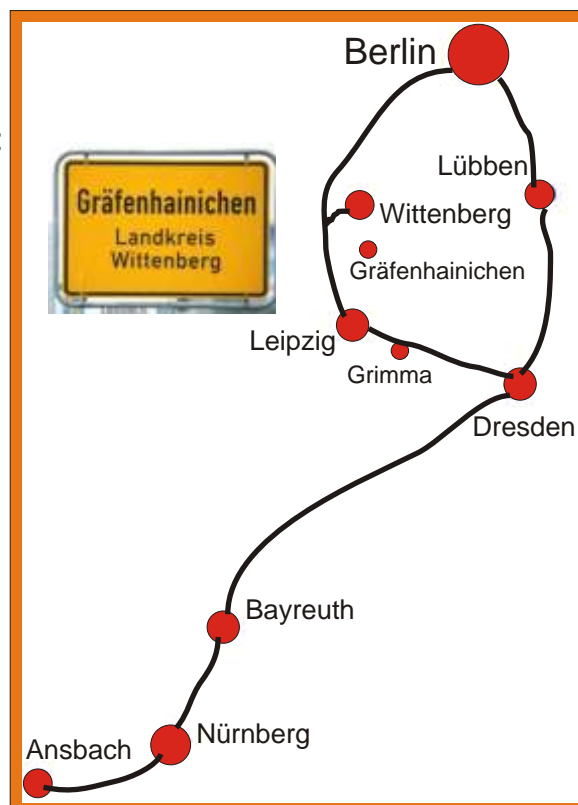 Berlin
Lübben
Gräfenhainichen
Landkreis
Wittenberg
Wittenberg
Gräfenhainichen
Leipzig
Grimma
Dresden
Bayreuth
Nürnberg
Ansbach